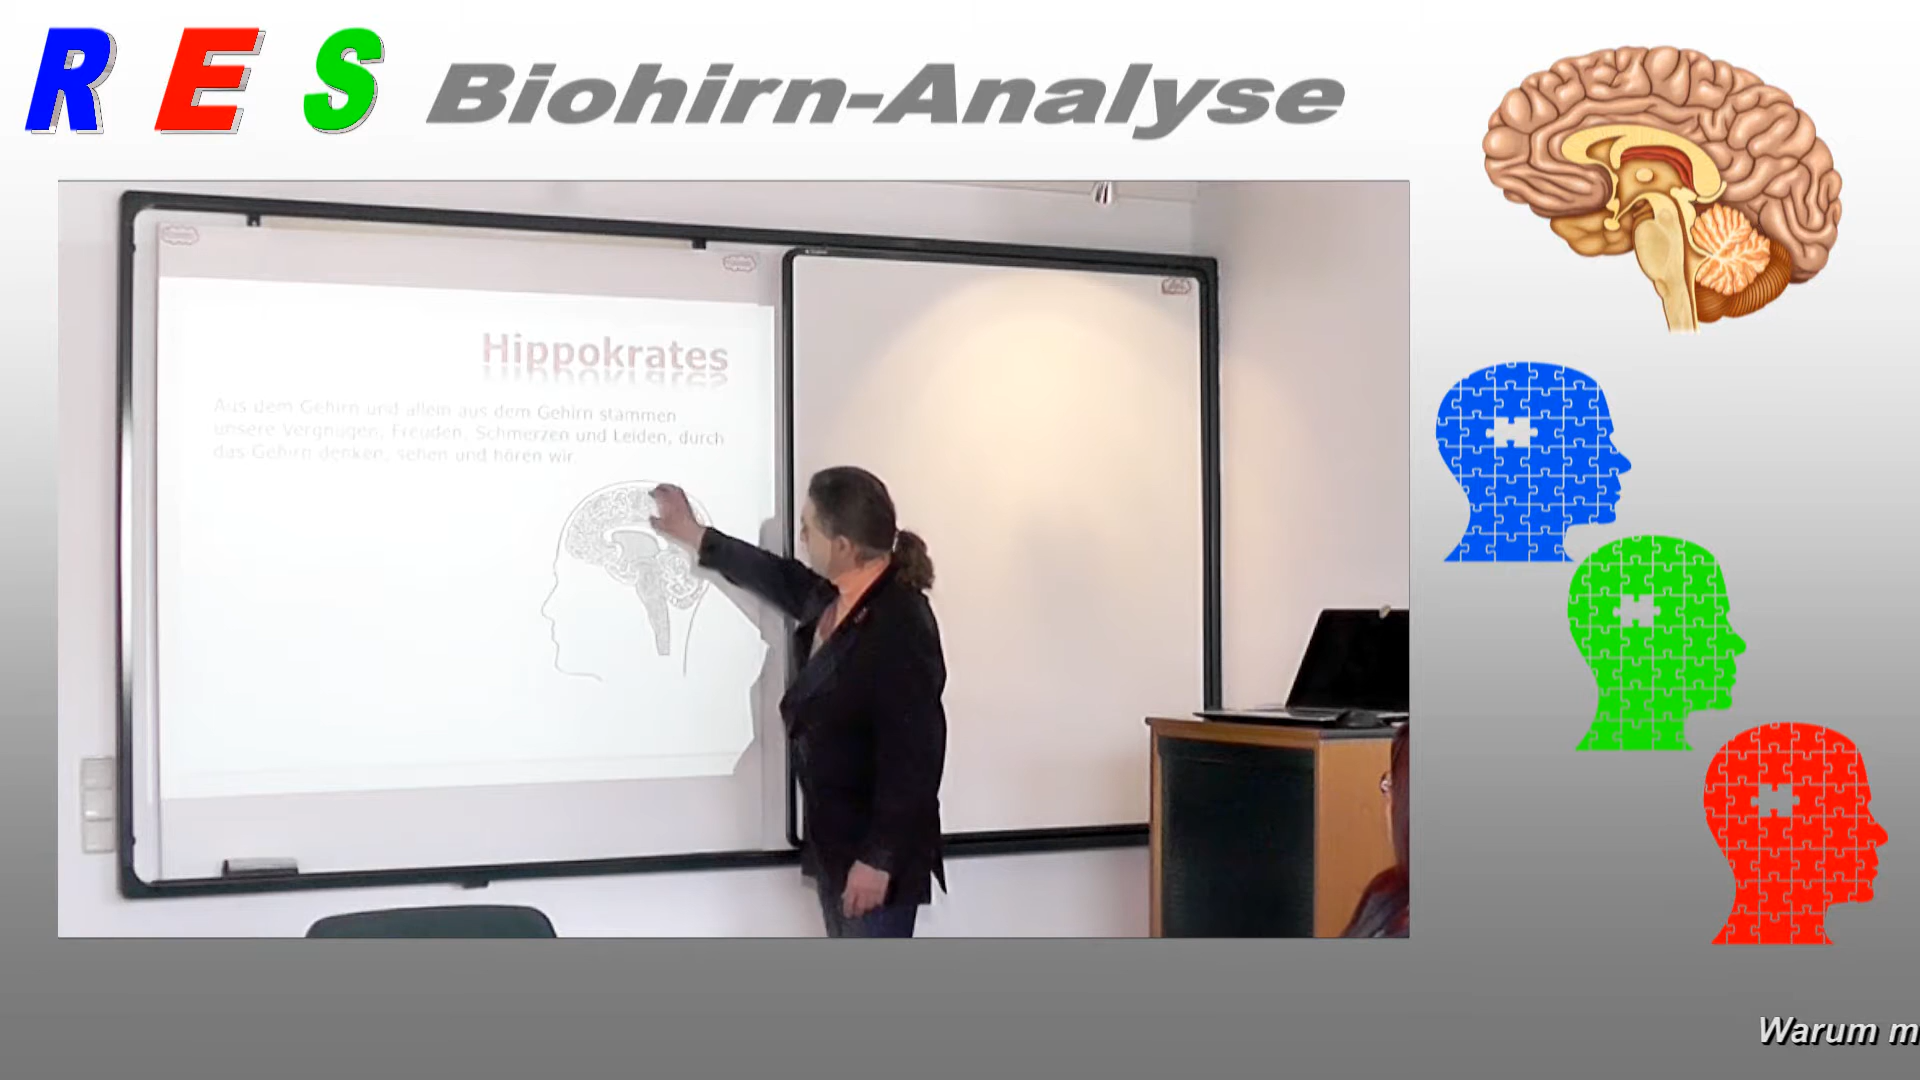 R E S Biohirn-Analyse
Hippokrates
Aus dem Gehirn und allein aus dem Gehirn stammen
unsere Vergnügen, Freuden, Schmerzen und Leiden, durch
das Gehirn denken, sehen und hören wir.
Warum m